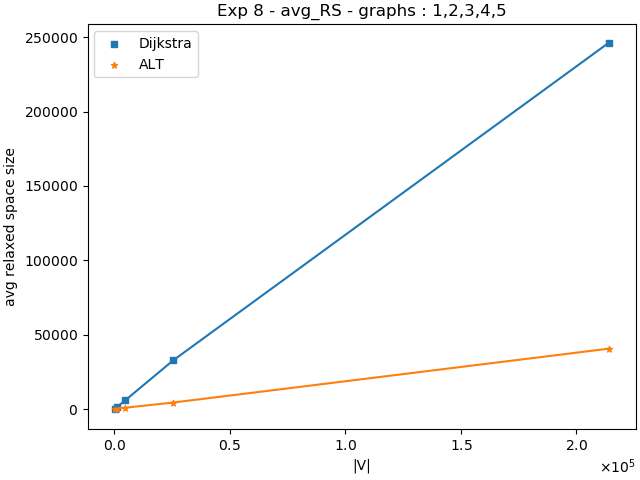 Exp 8 - avg_RS - graphs : 1,2,3,4,5
Dijkstra
ALT
avg relaxed space size
250000
200000
150000
100000
50000
0
0.0 0.5 1.0 1.5 2.0
|V|
×10⁵